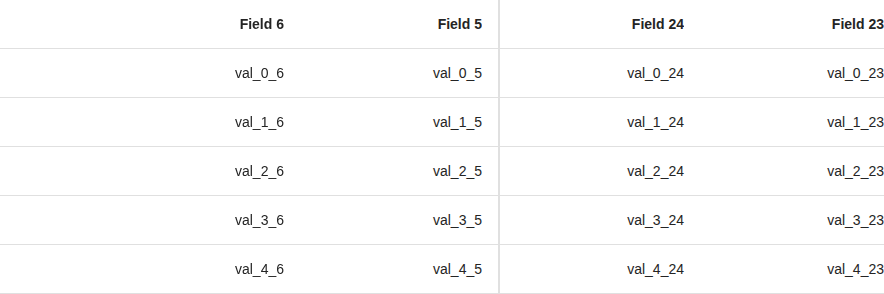 Field 6 Field 5 Field 24 Field 23
val_0_6 val_0_5 val_0_24 val_0_23
val_1_6 val_1_5 val_1_24 val_1_23
val_2_6 val_2_5 val_2_24 val_2_23
val_3_6 val_3_5 val_3_24 val_3_23
val_4_6 val_4_5 val_4_24 val_4_23